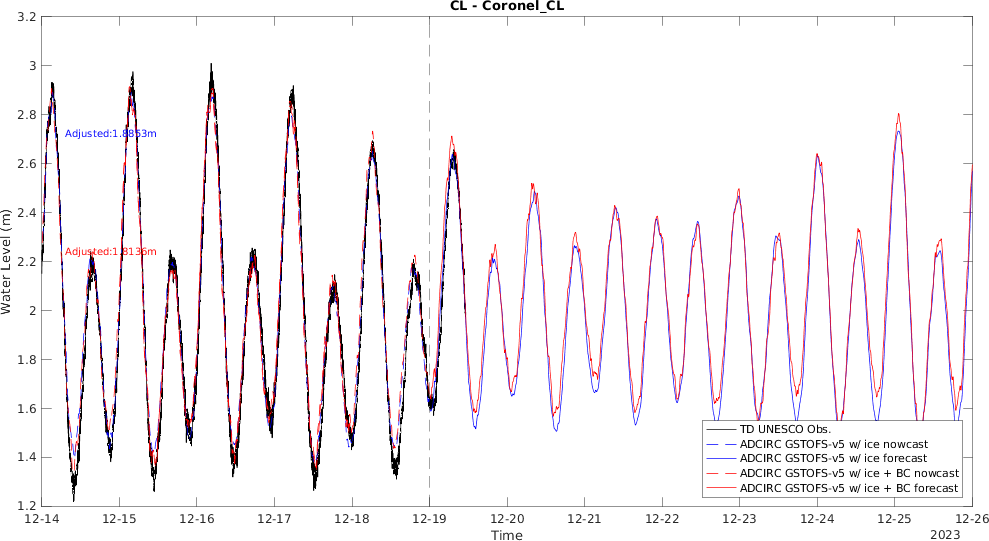 CL - Coronel_CL
3.2
3
2.8
2.6
2.4
2.2
2
1.8
1.6
1.4
1.2
Water Level (m)
Adjusted:1.8853m
Adjusted:1.8136m
TD UNESCO Obs.
ADCIRC GSTOFS-v5 w/ ice nowcast
ADCIRC GSTOFS-v5 w/ ice forecast
ADCIRC GSTOFS-v5 w/ ice + BC nowcast
ADCIRC GSTOFS-v5 w/ ice + BC forecast
12-14 12-15 12-16 12-17 12-18 12-19 12-20 12-21 12-22 12-23 12-24 12-25 12-26
Time
2023